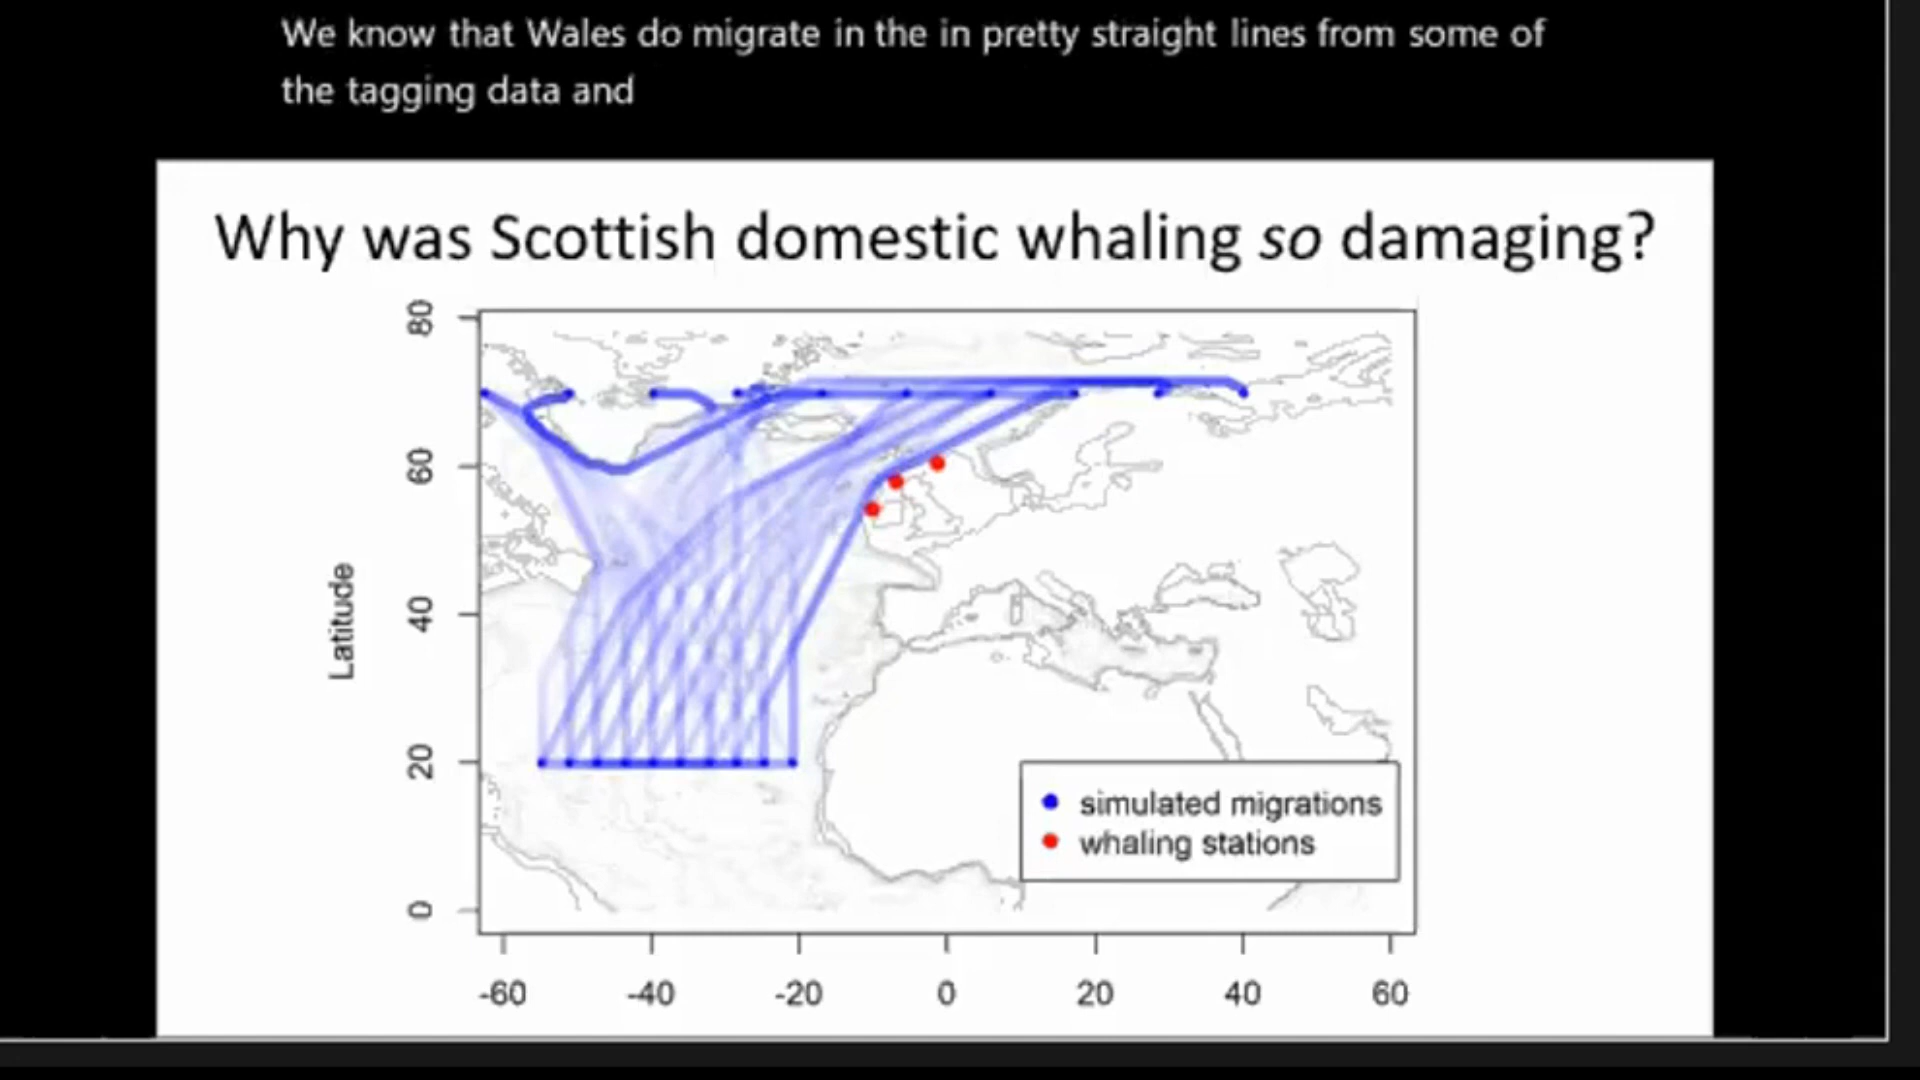 We know that Wales do migrate in the in pretty straight lines from some of
the tagging data and
Why was Scottish domestic whaling so damaging?
80
60
40
20
0
Latitude
simulated migrations
whaling stations
-60 -40 -20 0 20 40 60